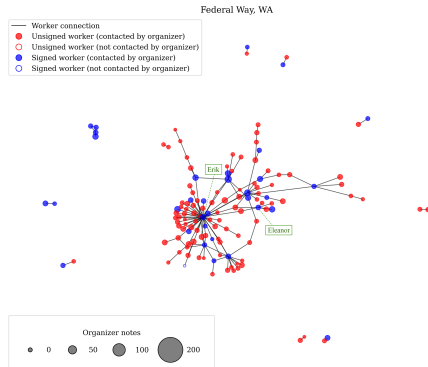 Federal Way, WA
Worker connection
Unsigned worker (contacted by organizer)
Unsigned worker (not contacted by organizer)
Signed worker (contacted by organizer)
Signed worker (not contacted by organizer)
Erik
Eleanor
Organizer notes
0 50 100 200